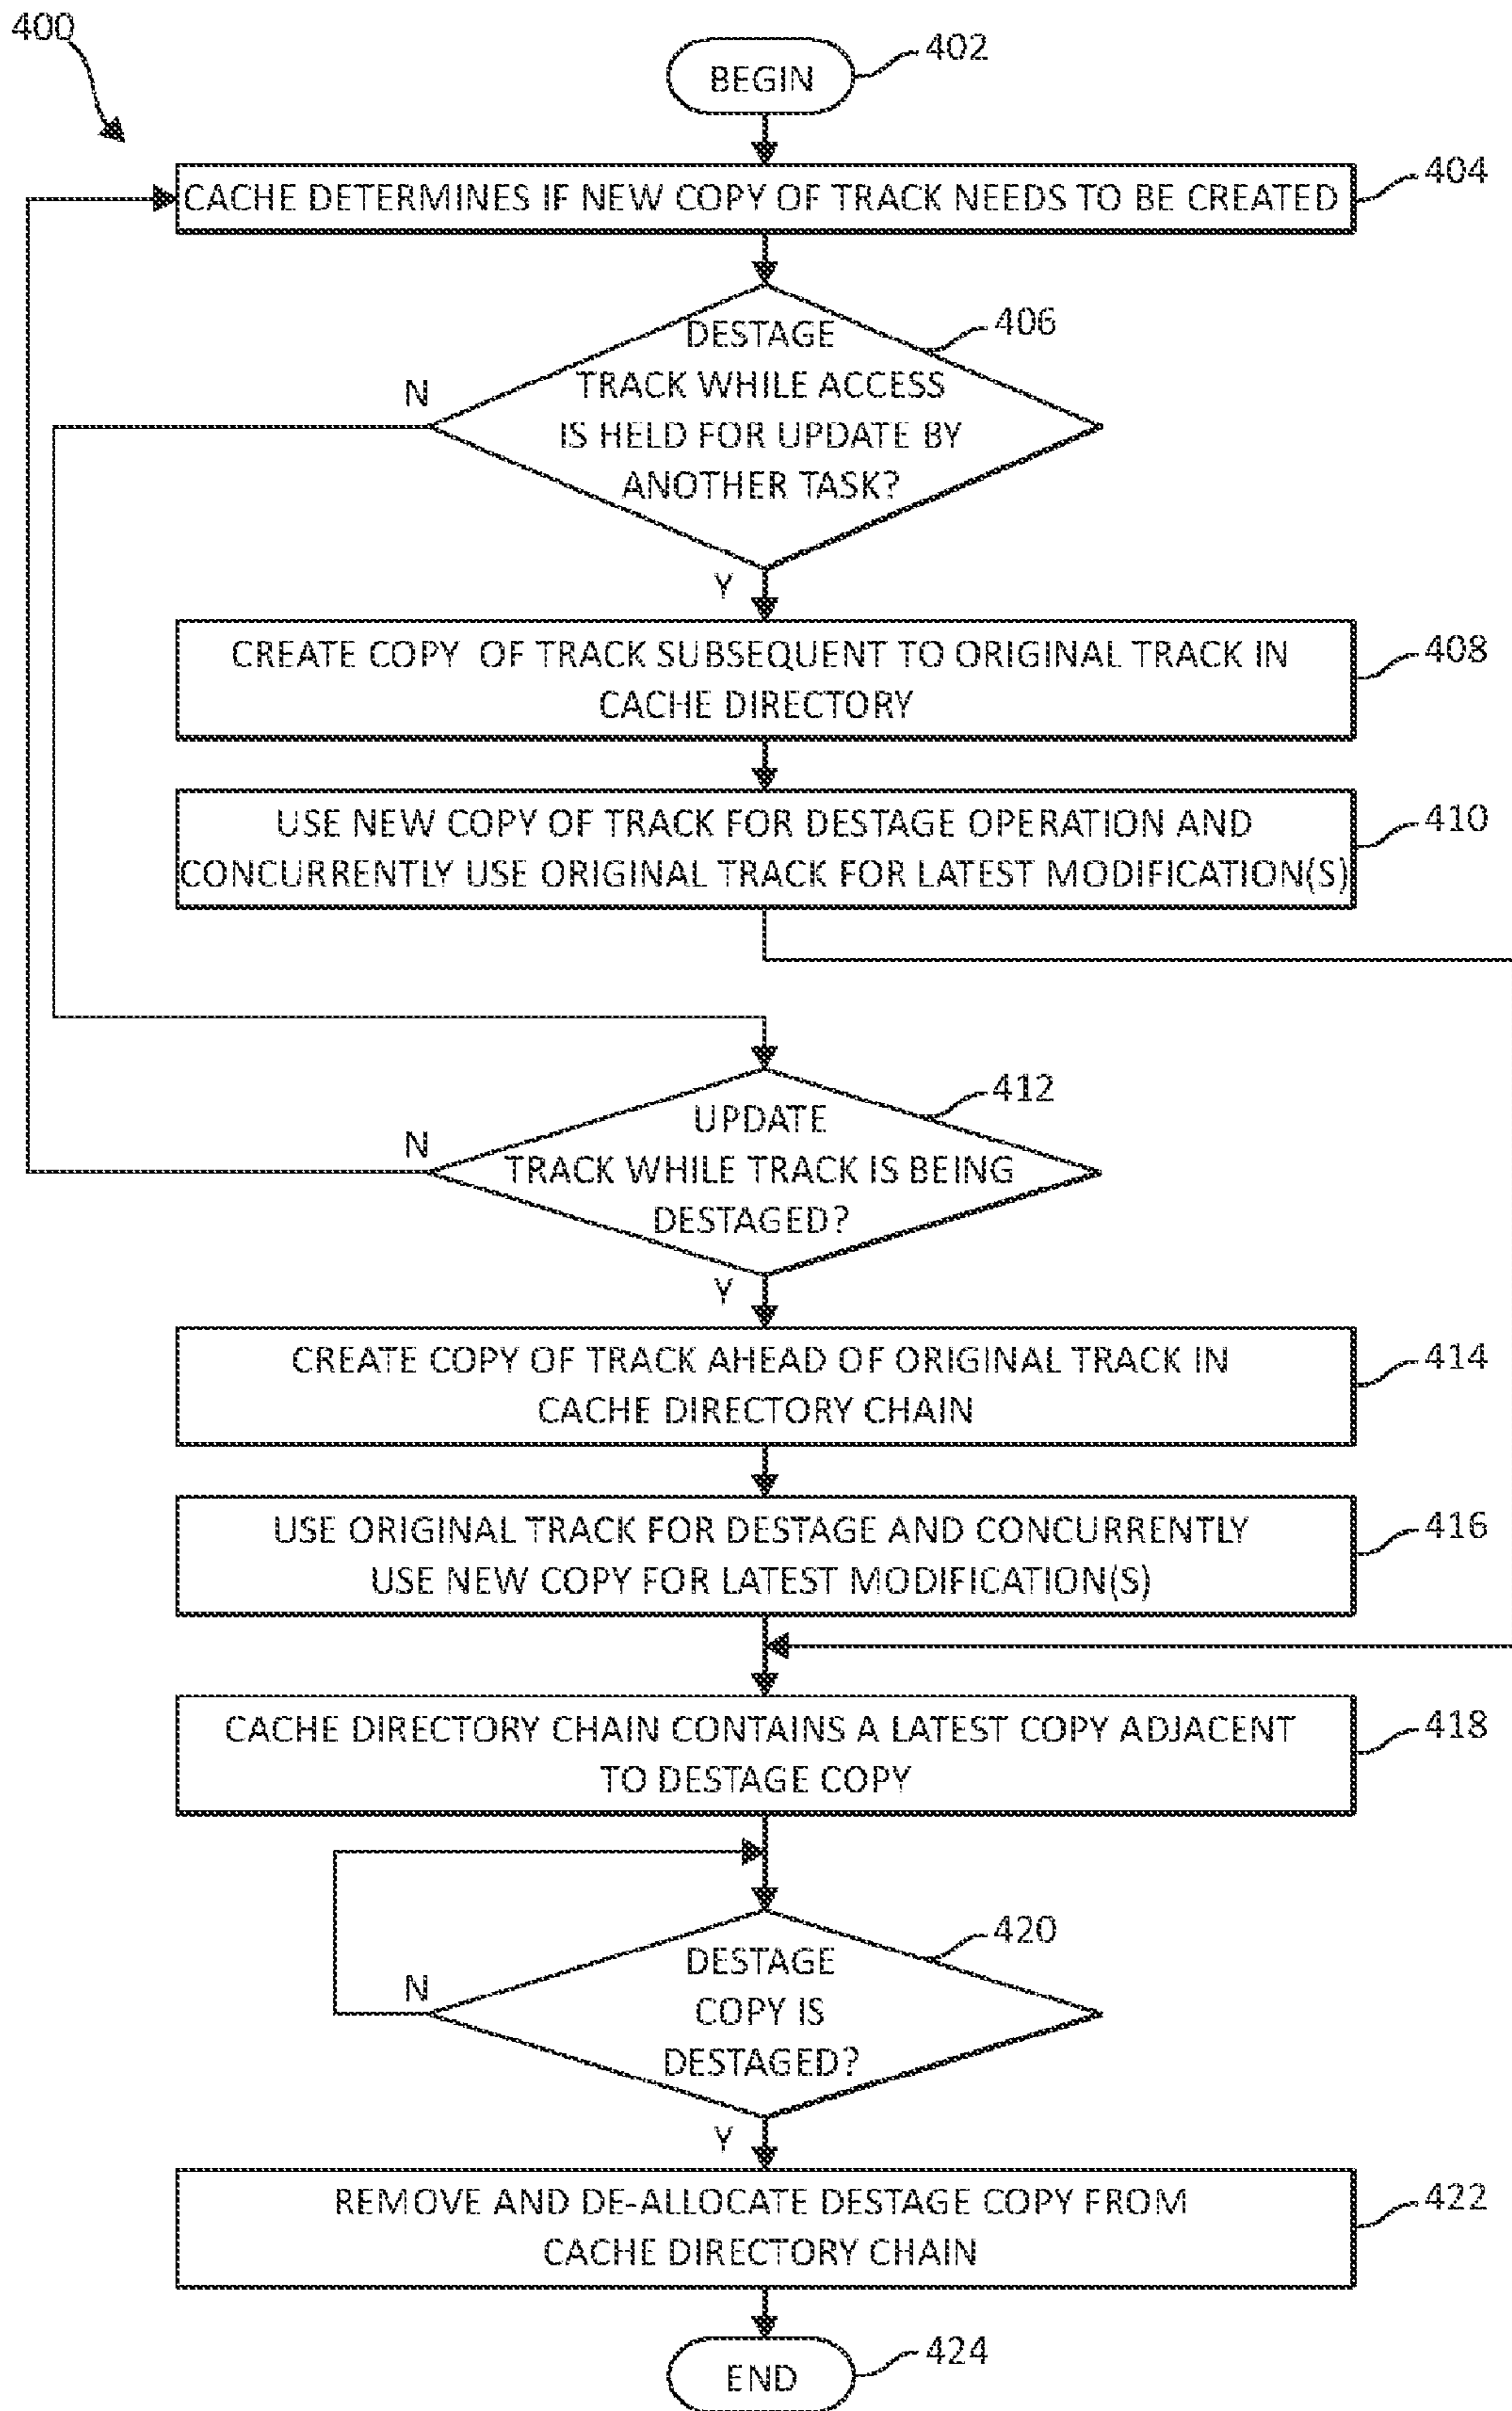 400
BEGIN
402
CACHE DETERMINES IF NEW COPY OF TRACK NEEDS TO BE CREATED
404
DESTAGE
TRACK WHILE ACCESS
IS HELD FOR UPDATE BY
ANOTHER TASK?
406
N
Y
CREATE COPY OF TRACK SUBSEQUENT TO ORIGINAL TRACK IN
CACHE DIRECTORY
408
USE NEW COPY OF TRACK FOR DESTAGE OPERATION AND
CONCURRENTLY USE ORIGINAL TRACK FOR LATEST MODIFICATION(S)
410
UPDATE
TRACK WHILE TRACK IS BEING
DESTAGED?
412
N
Y
CREATE COPY OF TRACK AHEAD OF ORIGINAL TRACK IN
CACHE DIRECTORY CHAIN
414
USE ORIGINAL TRACK FOR DESTAGE AND CONCURRENTLY
USE NEW COPY FOR LATEST MODIFICATION(S)
416
CACHE DIRECTORY CHAIN CONTAINS A LATEST COPY ADJACENT
TO DESTAGE COPY
418
DESTAGE
COPY IS
DESTAGED?
420
N
Y
REMOVE AND DE-ALLOCATE DESTAGE COPY FROM
CACHE DIRECTORY CHAIN
422
END
424